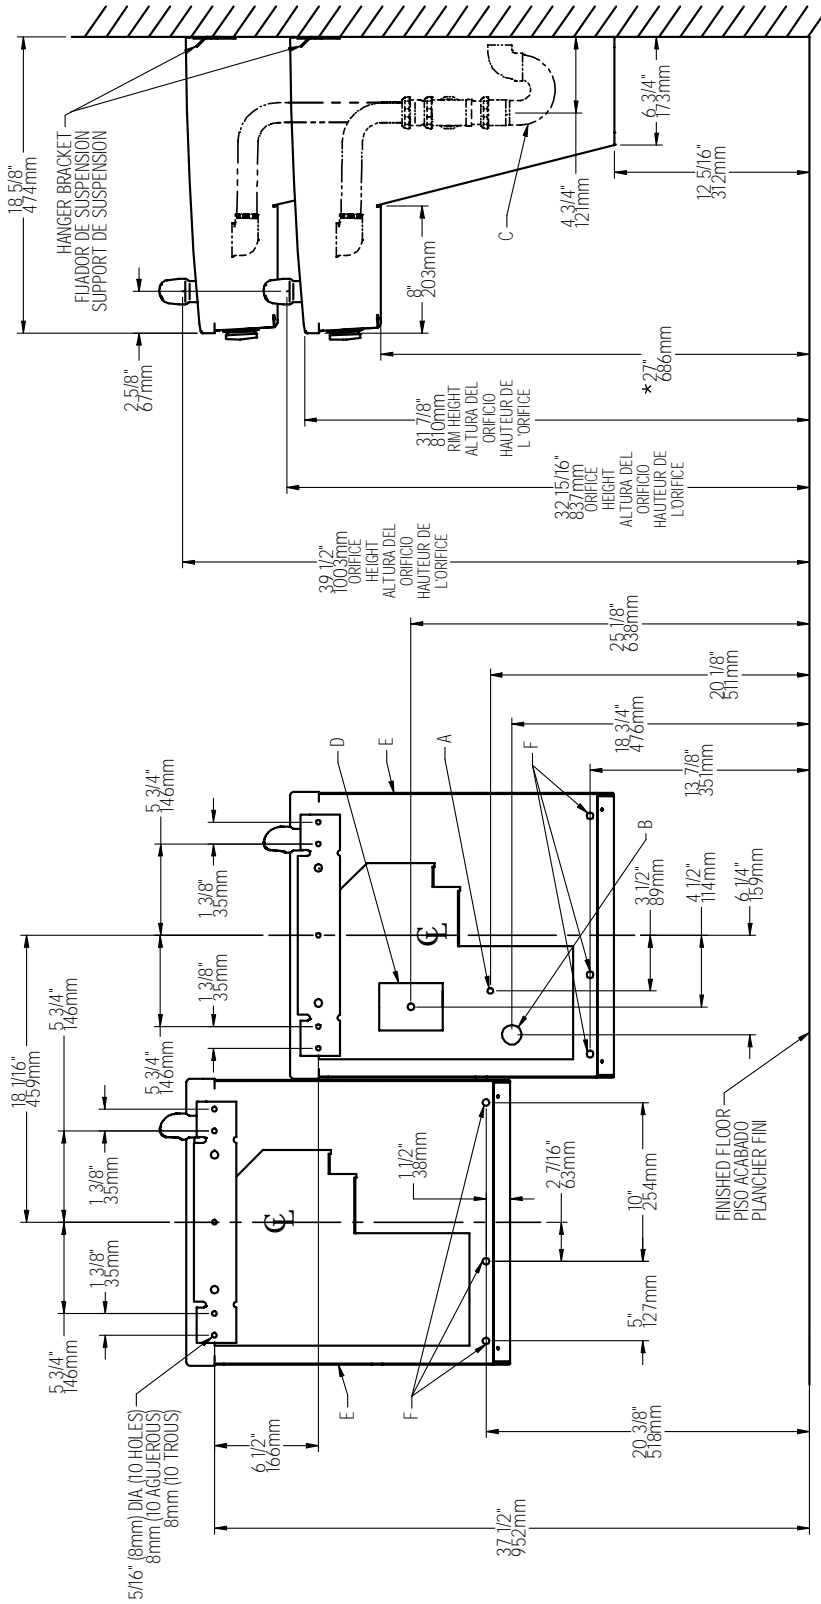 18 5/8"
474mm
HANGER BRACKET
FIJADOR DE SUSPENSION
SUPPORT DE SUSPENSION
2 5/8"
67mm
8"
203mm
C
4 3/4"
121mm
6 3/4"
173mm
12 5/16"
312mm
*27"
686mm
31 7/8"
810mm
RIM HEIGHT
ALTURA DEL
ORIFICIO
HAUTEUR DE
L 'ORIFICE
32 15/16"
837mm
ORIFICE
HEIGHT
ALTURA DEL
ORIFICIO
HAUTEUR DE
L'ORIFICE
39 1/2"
1003mm
ORIFICE
HEIGHT
ALTURA DEL
ORIFICIO
HAUTEUR DE
L'ORIFICE
25 1/8"
638mm
20 1/8"
511mm
18 3/4"
476mm
13 7/8"
351mm
5 3/4"
146mm
1 3/8"
35mm
D
E
A
F
B
CL
3 1/2"
89mm
4 1/2"
114mm
6 1/4"
159mm
1 3/8"
35mm
5 3/4"
146mm
18 1/16"
459mm
5 3/4"
146mm
1 3/8"
35mm
CL
1 3/8"
35mm
5 3/4"
146mm
1 1/2"
38mm
2 7/16"
63mm
10"
254mm
5"
127mm
FINISHED FLOOR
PISO ACABADO
PLANCHER FINI
E
F
5/16" (8mm) DIA. (10 HOLES)
8mm (10 AGUJEROUS)
8mm (10 TROUS)
6 1/2"
166mm
20 3/8"
518mm
37 1/2"
952mm